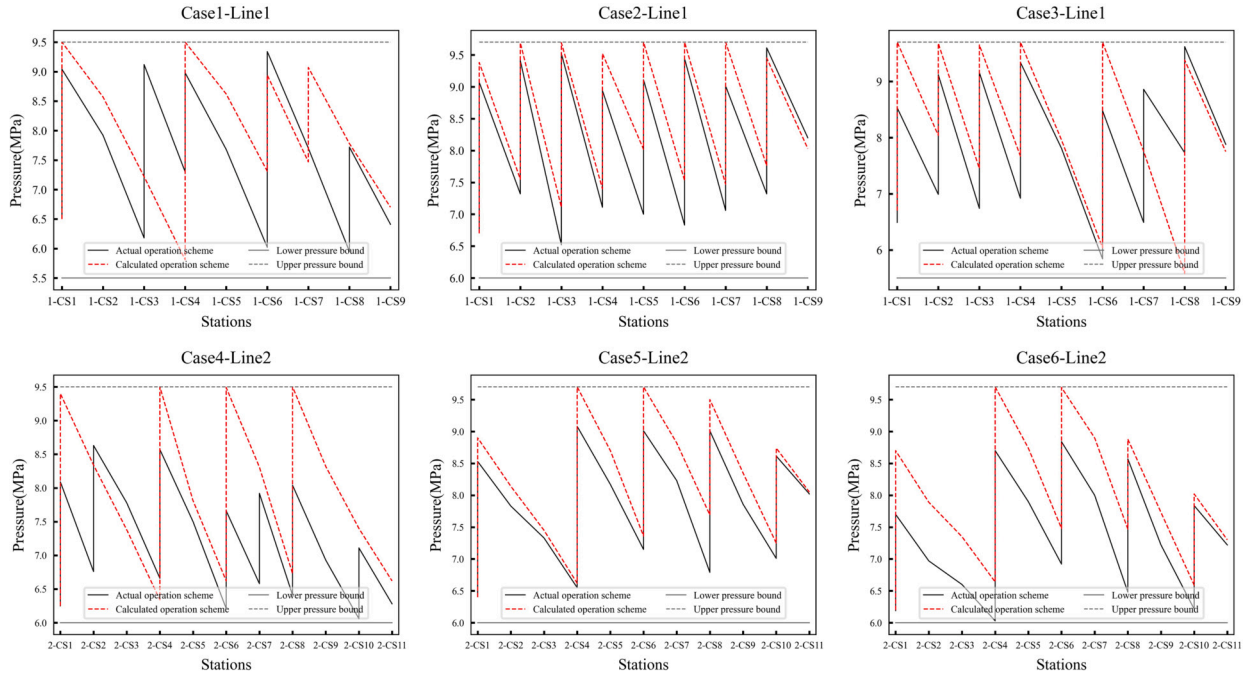 Case1-Line1
Pressure(MPa)
9.5
9.0
8.5
8.0
7.5
7.0
6.5
6.0
5.5
Actual operation scheme
Calculated operation scheme
Lower pressure bound
Upper pressure bound
1-CS1 1-CS2 1-CS3 1-CS4 1-CS5 1-CS6 1-CS7 1-CS8 1-CS9
Stations
Case2-Line1
Pressure(MPa)
9.5
9.0
8.5
8.0
7.5
7.0
6.5
6.0
Actual operation scheme
Calculated operation scheme
Lower pressure bound
Upper pressure bound
1-CS1 1-CS2 1-CS3 1-CS4 1-CS5 1-CS6 1-CS7 1-CS8 1-CS9
Stations
Case3-Line1
Pressure(MPa)
9
8
7
6
Actual operation scheme
Calculated operation scheme
Lower pressure bound
Upper pressure bound
1-CS1 1-CS2 1-CS3 1-CS4 1-CS5 1-CS6 1-CS7 1-CS8 1-CS9
Stations
Case4-Line2
Pressure(MPa)
9.5
9.0
8.5
8.0
7.5
7.0
6.5
6.0
Actual operation scheme
Calculated operation scheme
Lower pressure bound
Upper pressure bound
2-CS1 2-CS2 2-CS3 2-CS4 2-CS5 2-CS6 2-CS7 2-CS8 2-CS9 2-CS10 2-CS11
Stations
Case5-Line2
Pressure(MPa)
9.5
9.0
8.5
8.0
7.5
7.0
6.5
6.0
Actual operation scheme
Calculated operation scheme
Lower pressure bound
Upper pressure bound
2-CS1 2-CS2 2-CS3 2-CS4 2-CS5 2-CS6 2-CS7 2-CS8 2-CS9 2-CS10 2-CS11
Stations
Case6-Line2
Pressure(MPa)
9.5
9.0
8.5
8.0
7.5
7.0
6.5
6.0
Actual operation scheme
Calculated operation scheme
Lower pressure bound
Upper pressure bound
2-CS1 2-CS2 2-CS3 2-CS4 2-CS5 2-CS6 2-CS7 2-CS8 2-CS9 2-CS10 2-CS11
Stations